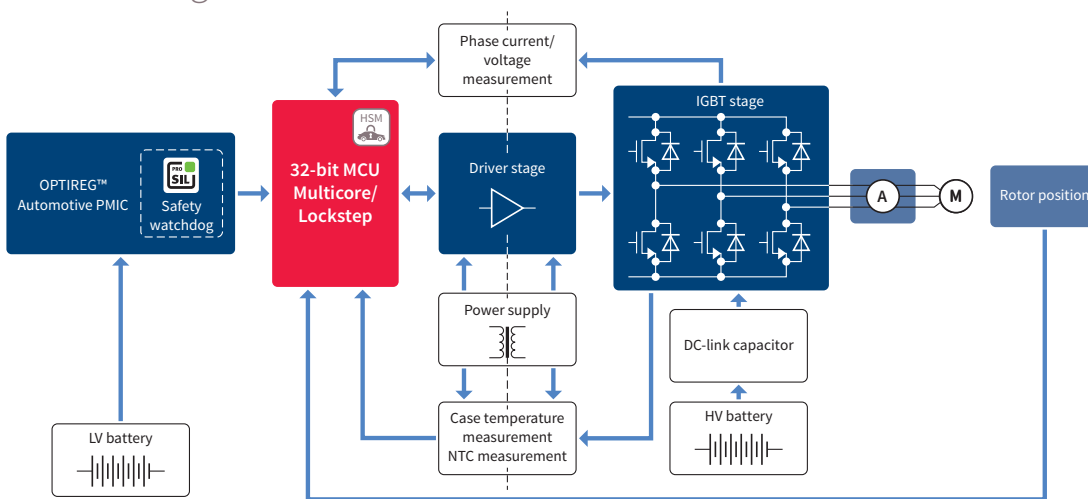 Phase current/
voltage
measurement
IGBT stage
HSM
32-bit MCU
Multicore/
Lockstep
Driver stage
OPTIREG™
Automotive PMIC
PRO
SIL
Safety
watchdog
A
M
Rotor position
Power supply
DC-link capacitor
Case temperature
measurement
NTC measurement
HV battery
LV battery